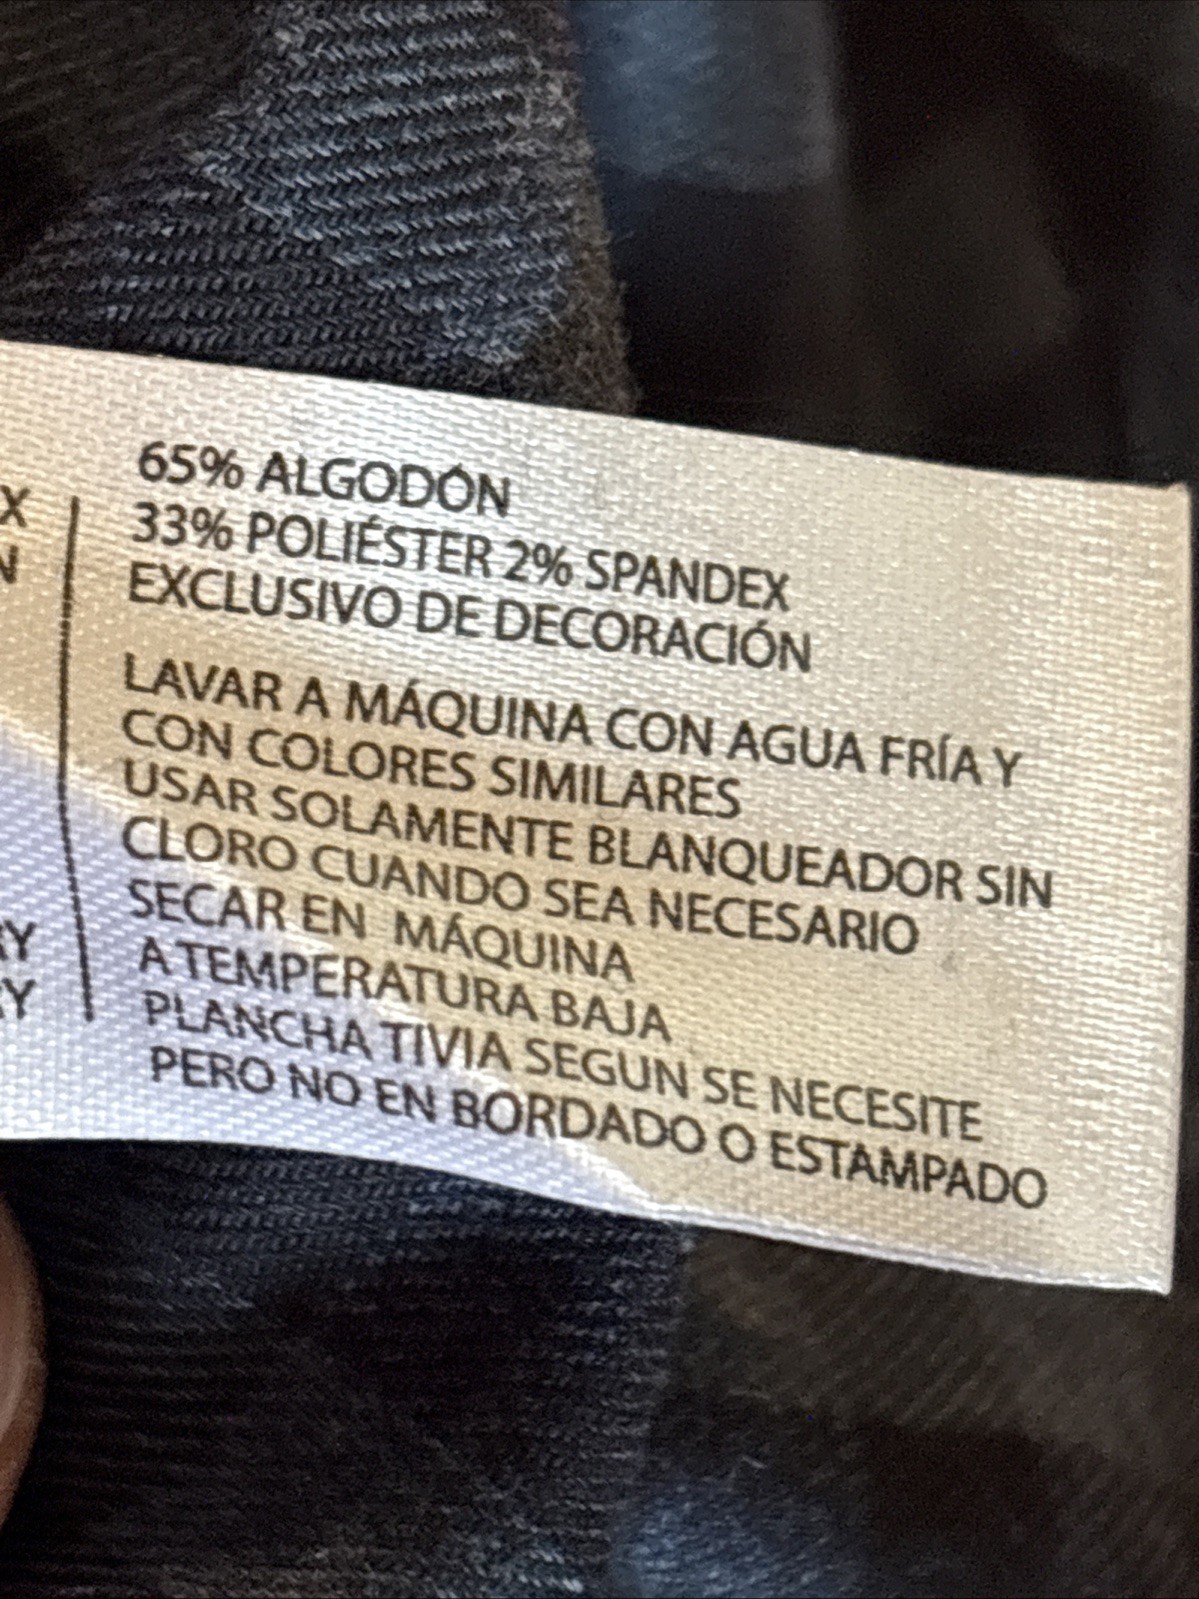 65% ALGODÓN
33% POLIÉSTER 2% SPANDEX
EXCLUSIVO DE DECORACIÓN
LAVAR A MÁQUINA CON AGUA FRÍA Y
CON COLORES SIMILARES
USAR SOLAMENTE BLANQUEADOR SIN
CLORO CUANDO SEA NECESARIO
SECAR EN MÁQUINA
A TEMPERATURA BAJA
PLANCHA TIVIA SEGUN SE NECESITE
PERO NO EN BORDADO O ESTAMPADO